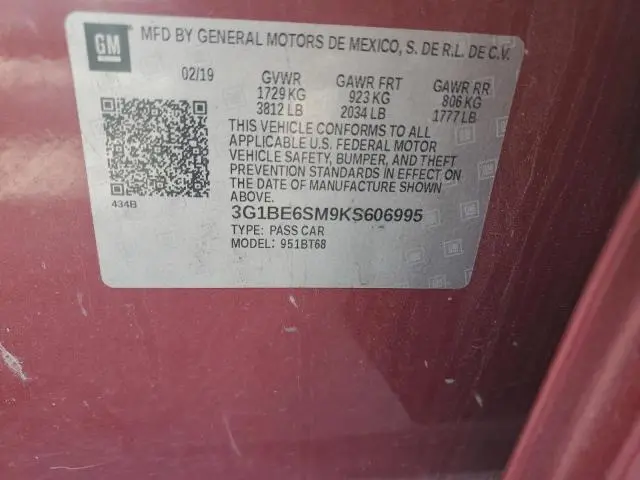 GM
MFD BY GENERAL MOTORS DE MEXICO, S. DE R.L. DE C.V.
02/19 GVWR GAWR FRT GAWR RR
1729 KG 923 KG 806 KG
3812 LB 2034 LB 1777 LB
THIS VEHICLE CONFORMS TO ALL
APPLICABLE U.S. FEDERAL MOTOR
VEHICLE SAFETY, BUMPER, AND THEFT
PREVENTION STANDARDS IN EFFECT ON
THE DATE OF MANUFACTURE SHOWN
ABOVE.
434B
3G1BE6SM9KS606995
TYPE: PASS CAR
MODEL: 951BT68